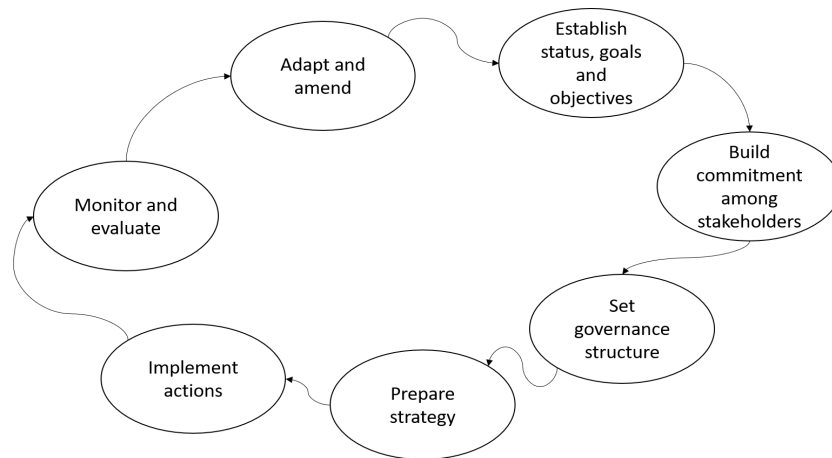 Adapt and
amend
Establish
status, goals
and
objectives
Build
commitment
among
stakeholders
Set
governance
structure
Prepare
strategy
Implement
actions
Monitor and
evaluate